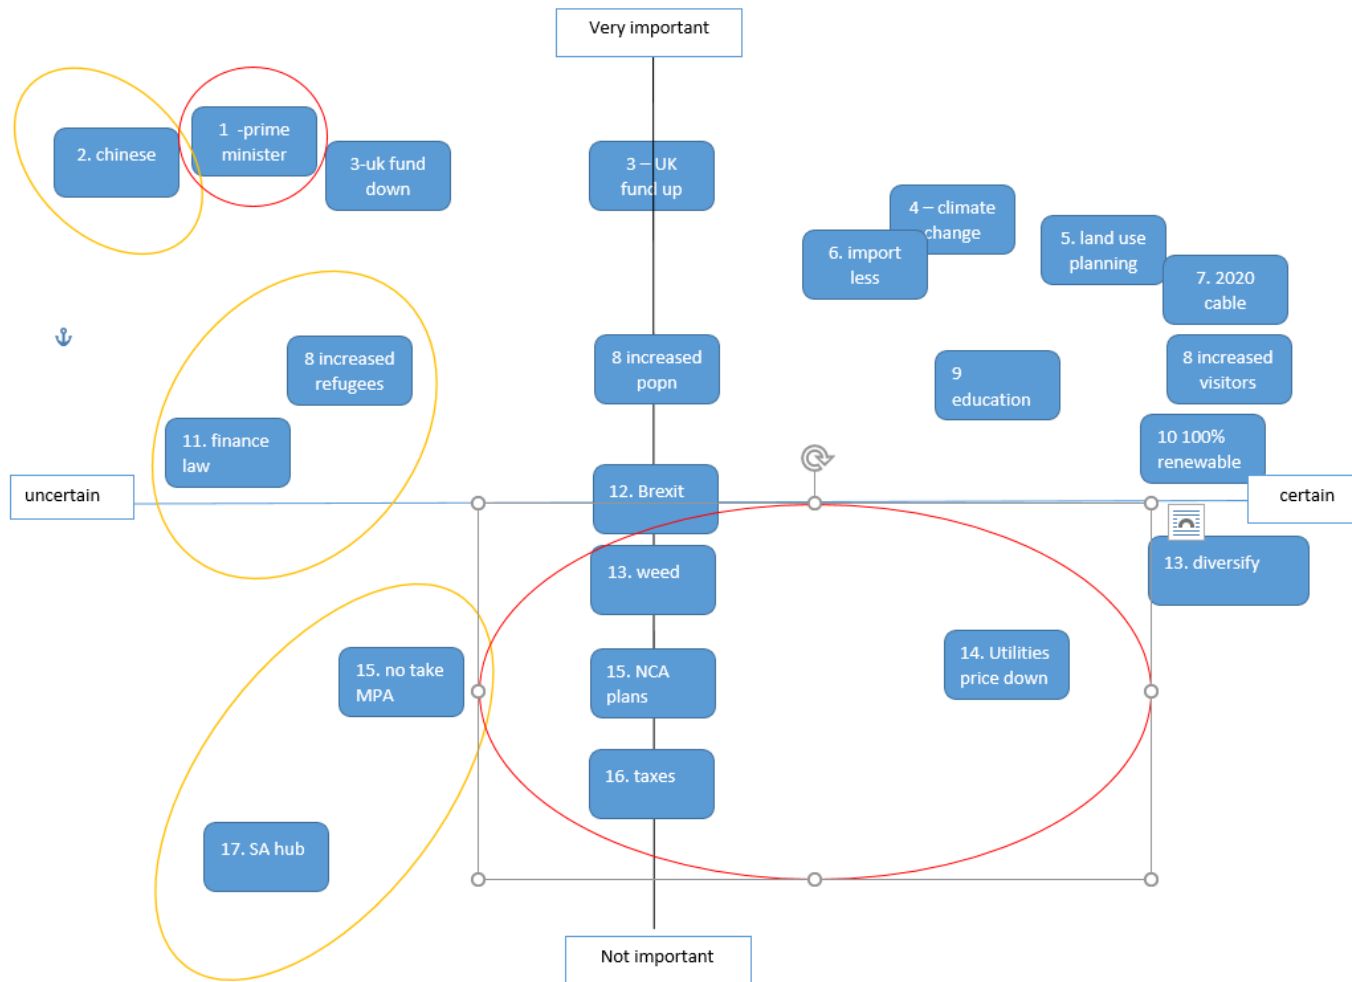 Very important
1 -prime
minister
2. chinese
3-uk fund
down
3 – UK
fund up
4 – climate
change
5. land use
planning
6. import
less
7. 2020
cable
8 increased
refugees
8 increased
popn
8 increased
visitors
9
education
10 100%
renewable
11. finance
law
12. Brexit
uncertain
certain
13. weed
13. diversify
14. Utilities
price down
15. no take
MPA
15. NCA
plans
16. taxes
17. SA hub
Not important